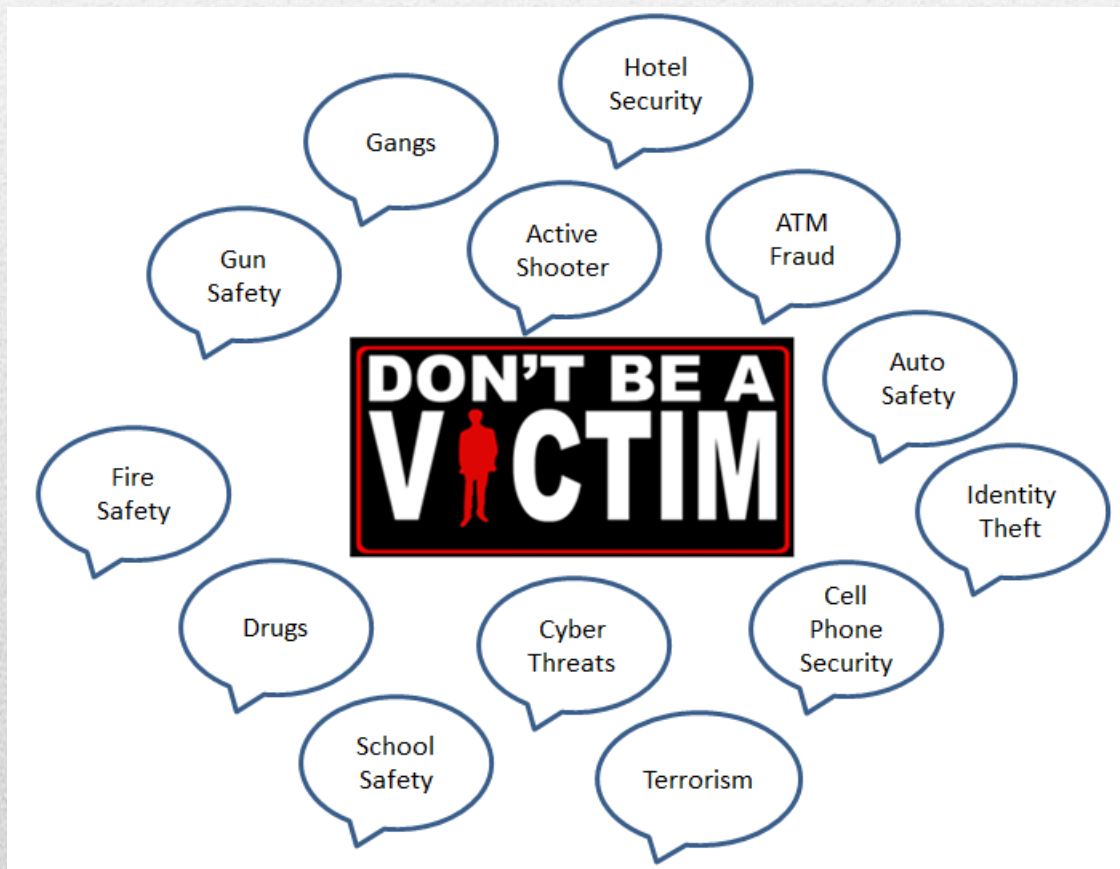 Hotel
Security
Gangs
Active
Shooter
ATM
Fraud
Gun
Safety
DON'T BE A
VICTIM
Auto
Safety
Fire
Safety
Identity
Theft
Drugs
Cyber
Threats
Cell
Phone
Security
School
Safety
Terrorism